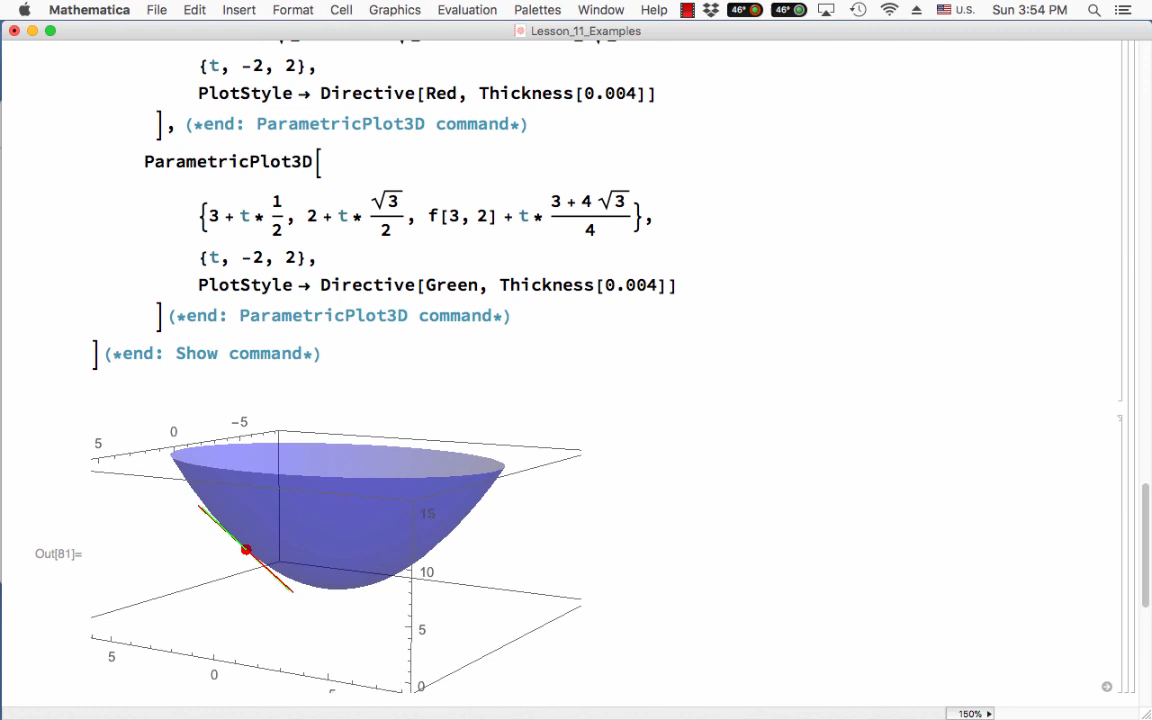 Mathematica File Edit Insert Format Cell Graphics Evaluation Palettes Window Help 46° 46° U.S. Sun 3:54 PM
Lesson_11_Examples
{t, -2, 2},
PlotStyle → Directive[Red, Thickness[0.004]]
], (*end: ParametricPlot3D command*)
ParametricPlot3D[
{3 + t * 1/2, 2 + t * √3/2, f[3, 2] + t * (3 + 4 √3)/4},
{t, -2, 2},
PlotStyle → Directive[Green, Thickness[0.004]]
](*end: ParametricPlot3D command*)
](*end: Show command*)
5 0 -5
15
Out[81]=
10
5
5
0
0
150%